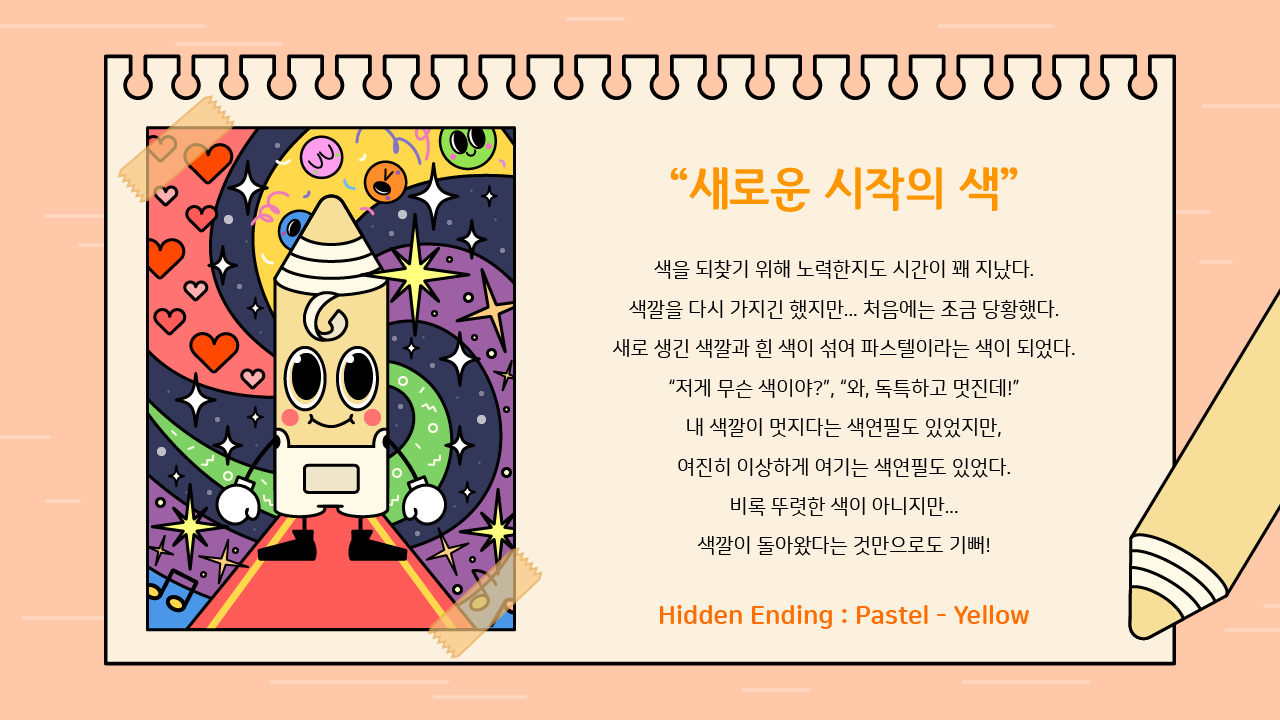 “새로운 시작의 색”
색을 되찾기 위해 노력한지도 시간이 꽤 지났다.
색깔을 다시 가지긴 했지만... 처음에는 조금 당황했다.
새로 생긴 색깔과 흰 색이 섞여 파스텔이라는 색이 되었다.
“저게 무슨 색이야?”, “와, 독특하고 멋진데!”
내 색깔이 멋지다는 색연필도 있었지만,
여진히 이상하게 여기는 색연필도 있었다.
비록 뚜렷한 색이 아니지만...
색깔이 돌아왔다는 것만으로도 기뻐!
Hidden Ending : Pastel - Yellow